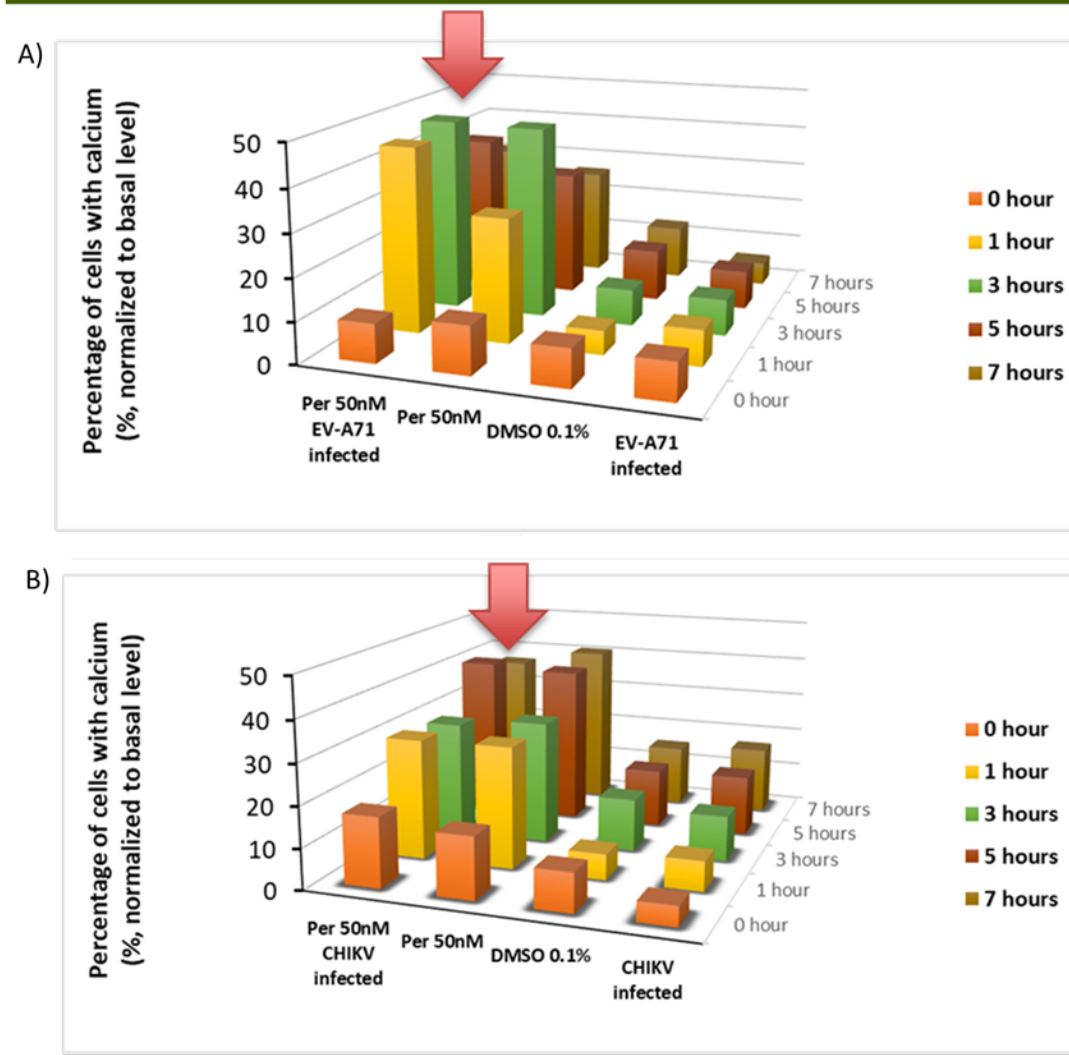 A)
Percentage of cells with calcium
(%, normalized to basal level)
50
40
30
20
10
0
Per 50nM
EV-A71
infected
Per 50nM
DMSO 0.1%
EV-A71
infected
7 hours
5 hours
3 hours
1 hour
0 hour
0 hour
1 hour
3 hours
5 hours
7 hours
B)
Percentage of cells with calcium
(%, normalized to basal level)
50
40
30
20
10
0
Per 50nM
CHIKV
infected
Per 50nM
DMSO 0.1%
CHIKV
infected
7 hours
5 hours
3 hours
1 hour
0 hour
0 hour
1 hour
3 hours
5 hours
7 hours